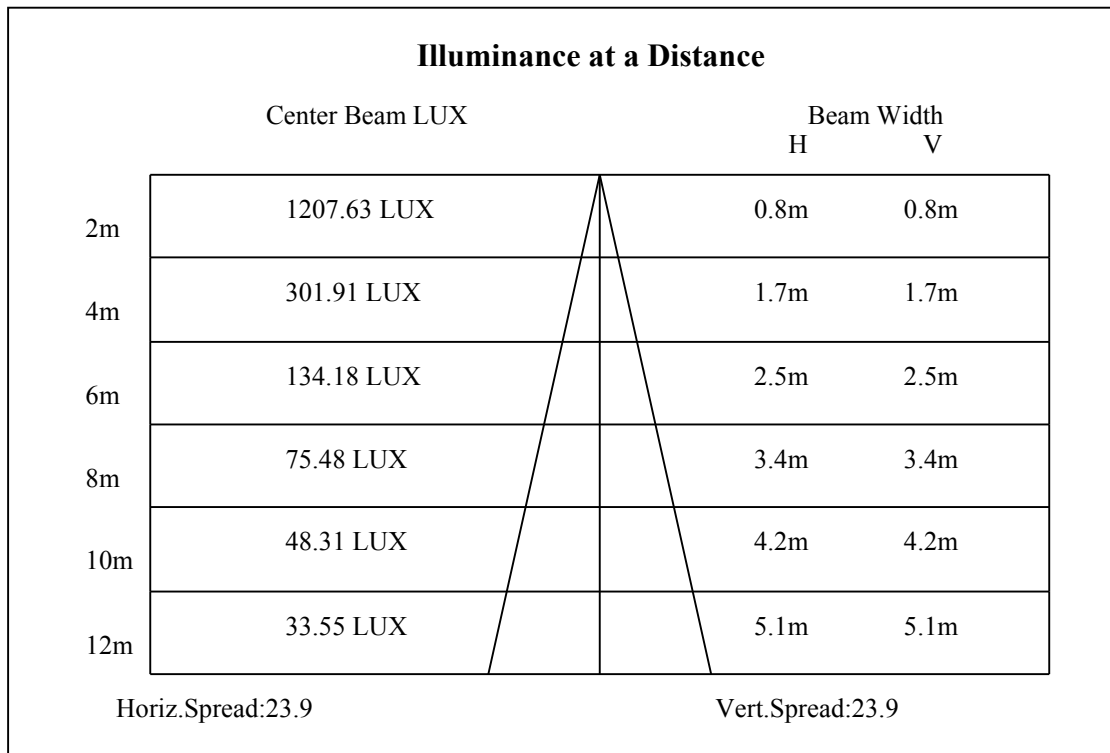 Illuminance at a Distance
Center Beam LUX Beam Width
H V
2m 1207.63 LUX 0.8m 0.8m
4m 301.91 LUX 1.7m 1.7m
6m 134.18 LUX 2.5m 2.5m
8m 75.48 LUX 3.4m 3.4m
10m 48.31 LUX 4.2m 4.2m
12m 33.55 LUX 5.1m 5.1m
Horiz.Spread:23.9 Vert.Spread:23.9